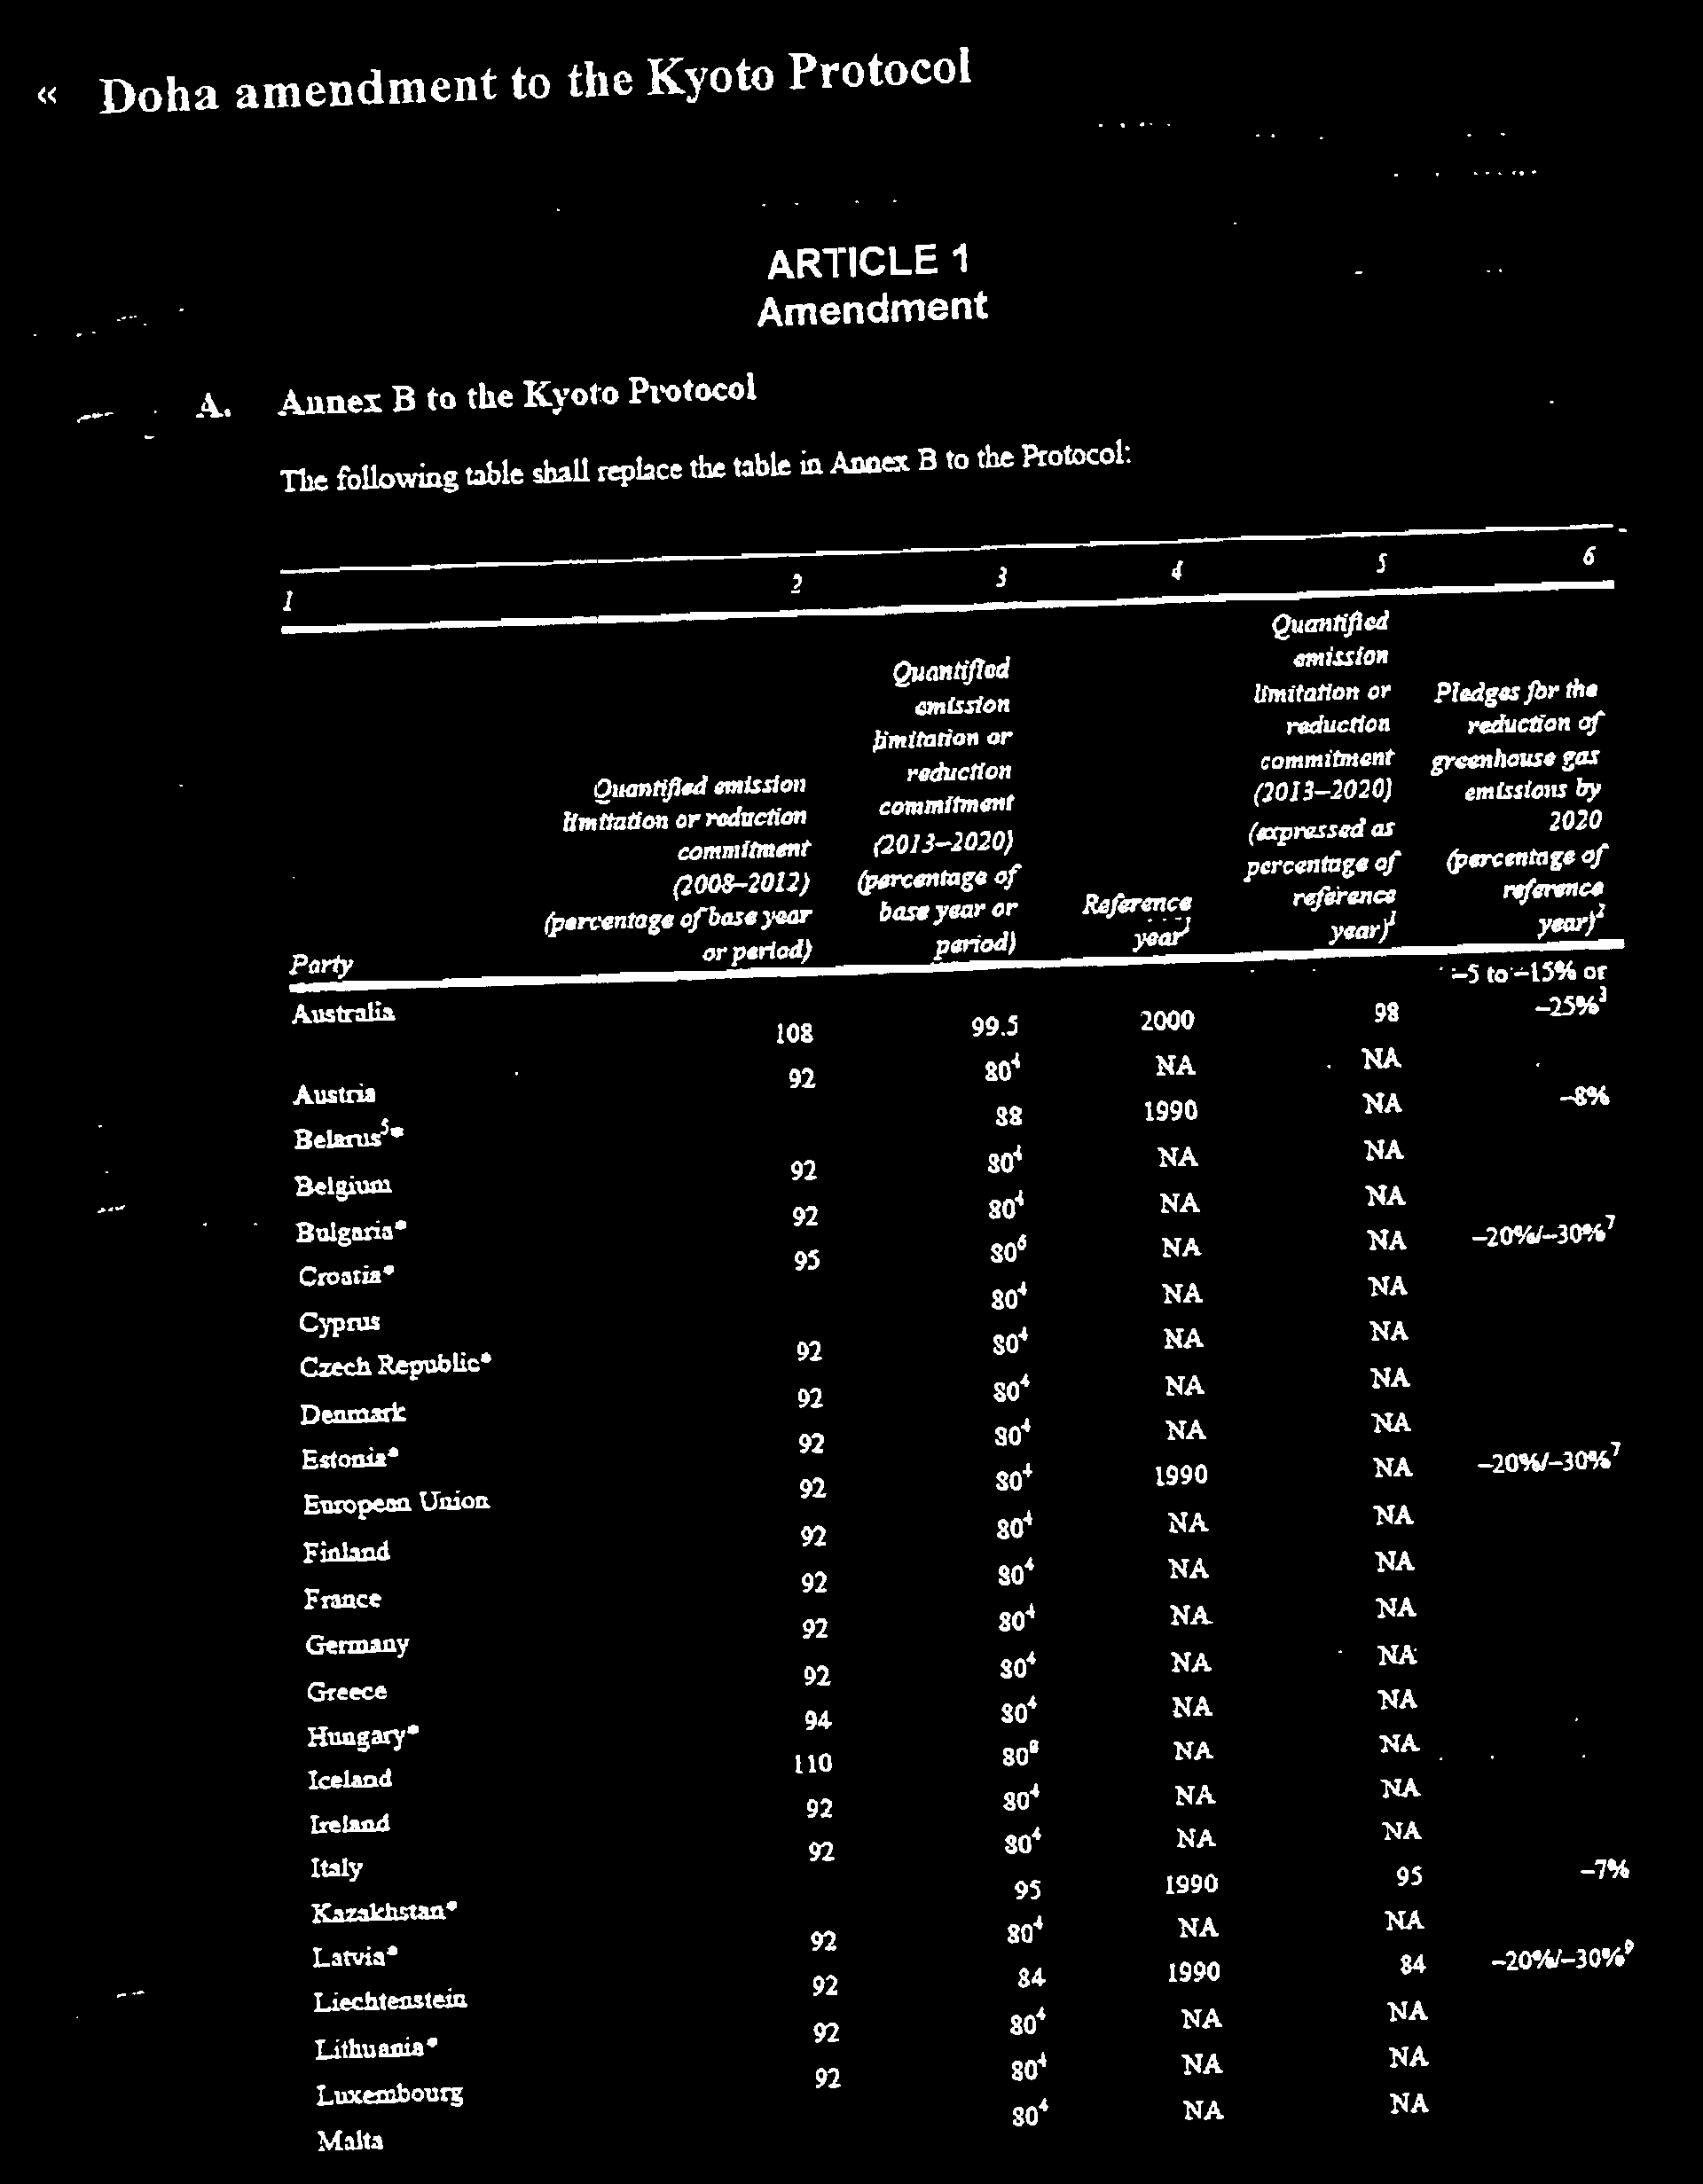 « Doha amendment to the Kyoto Protocol
ARTICLE 1
Amendment
A. Annex B to the Kyoto Protocol
The following table shall replace the table in Annex B to the Protocol:
1 2 3 4 5 6
Party
Quantified emission
limitation or reduction
commitment
(2008–2012)
(percentage of base year
or period)
Quantified
emission
limitation or
reduction
commitment
(2013–2020)
(percentage of
base year or
period)
Reference
year¹
Quantified
emission
limitation or
reduction
commitment
(2013–2020)
(expressed as
percentage of
reference
year)¹
Pledges for the
reduction of
greenhouse gas
emissions by
2020
(percentage of
reference
year)²
Australia 108 99.5 2000 98 –5 to –15% or
–25%³
Austria 92 80⁴ NA NA
Belarus⁵* 88 1990 NA –8%
Belgium 92 80⁴ NA NA
Bulgaria* 92 80⁴ NA NA
Croatia* 95 80⁶ NA NA –20%/–30%⁷
Cyprus 80⁴ NA NA
Czech Republic* 92 80⁴ NA NA
Denmark 92 80⁴ NA NA
Estonia* 92 80⁴ NA NA
European Union 92 80⁴ 1990 NA –20%/–30%⁷
Finland 92 80⁴ NA NA
France 92 80⁴ NA NA
Germany 92 80⁴ NA NA
Greece 92 80⁴ NA NA
Hungary* 94 80⁴ NA NA
Iceland 110 80⁸ NA NA
Ireland 92 80⁴ NA NA
Italy 92 80⁴ NA NA
Kazakhstan* 95 1990 95 –7%
Latvia* 92 80⁴ NA NA
Liechtenstein 92 84 1990 84 –20%/–30%⁹
Lithuania* 92 80⁴ NA NA
Luxembourg 92 80⁴ NA NA
Malta 80⁴ NA NA